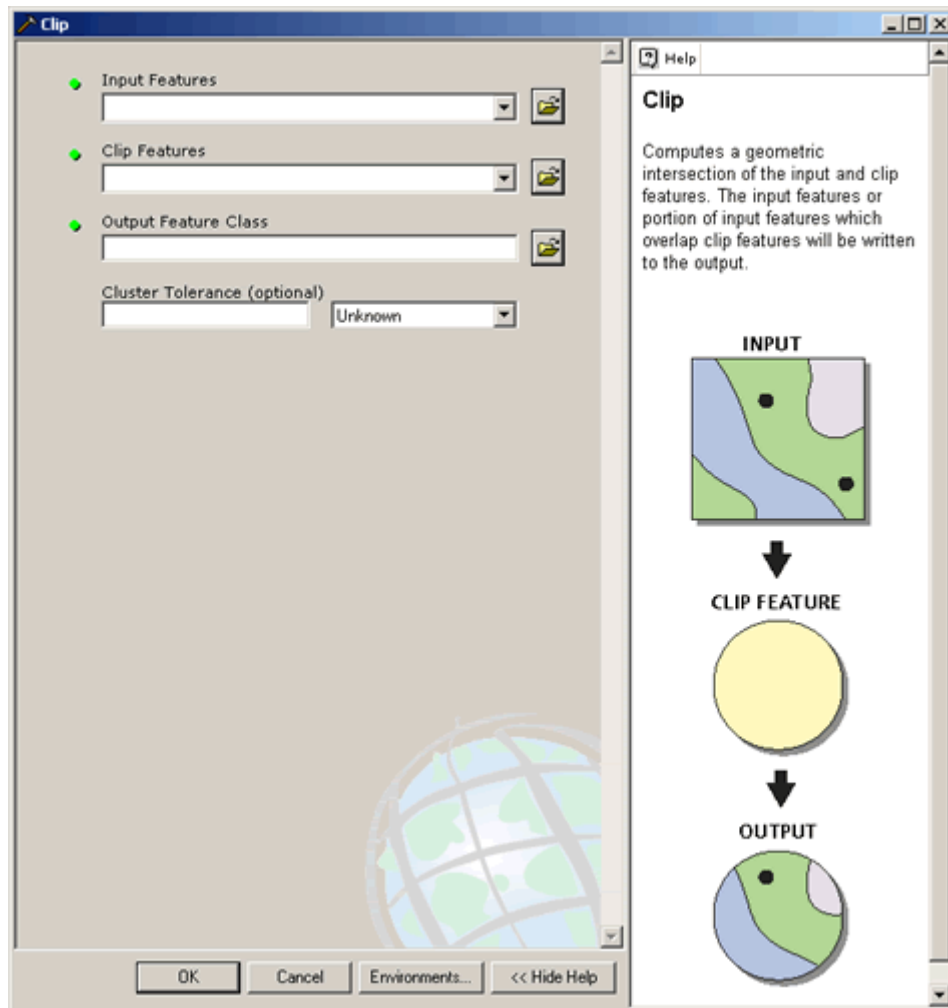 Clip
Input Features
Clip Features
Output Feature Class
Cluster Tolerance (optional)
Unknown
OK
Cancel
Environments...
<< Hide Help
Help
Clip
Computes a geometric
intersection of the input and clip
features. The input features or
portion of input features which
overlap clip features will be written
to the output.
INPUT
CLIP FEATURE
OUTPUT